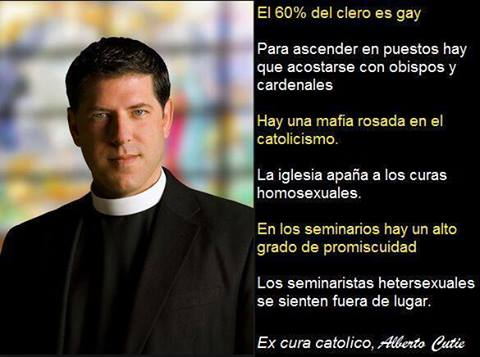 El 60% del clero es gay
Para ascender en puestos hay
que acostarse con obispos y
cardenales
Hay una mafia rosada en el
catolicismo.
La iglesia apaña a los curas
homosexuales.
En los seminarios hay un alto
grado de promiscuidad
Los seminaristas hetersexuales
se sienten fuera de lugar.
Ex cura catolico, Alberto Cutie